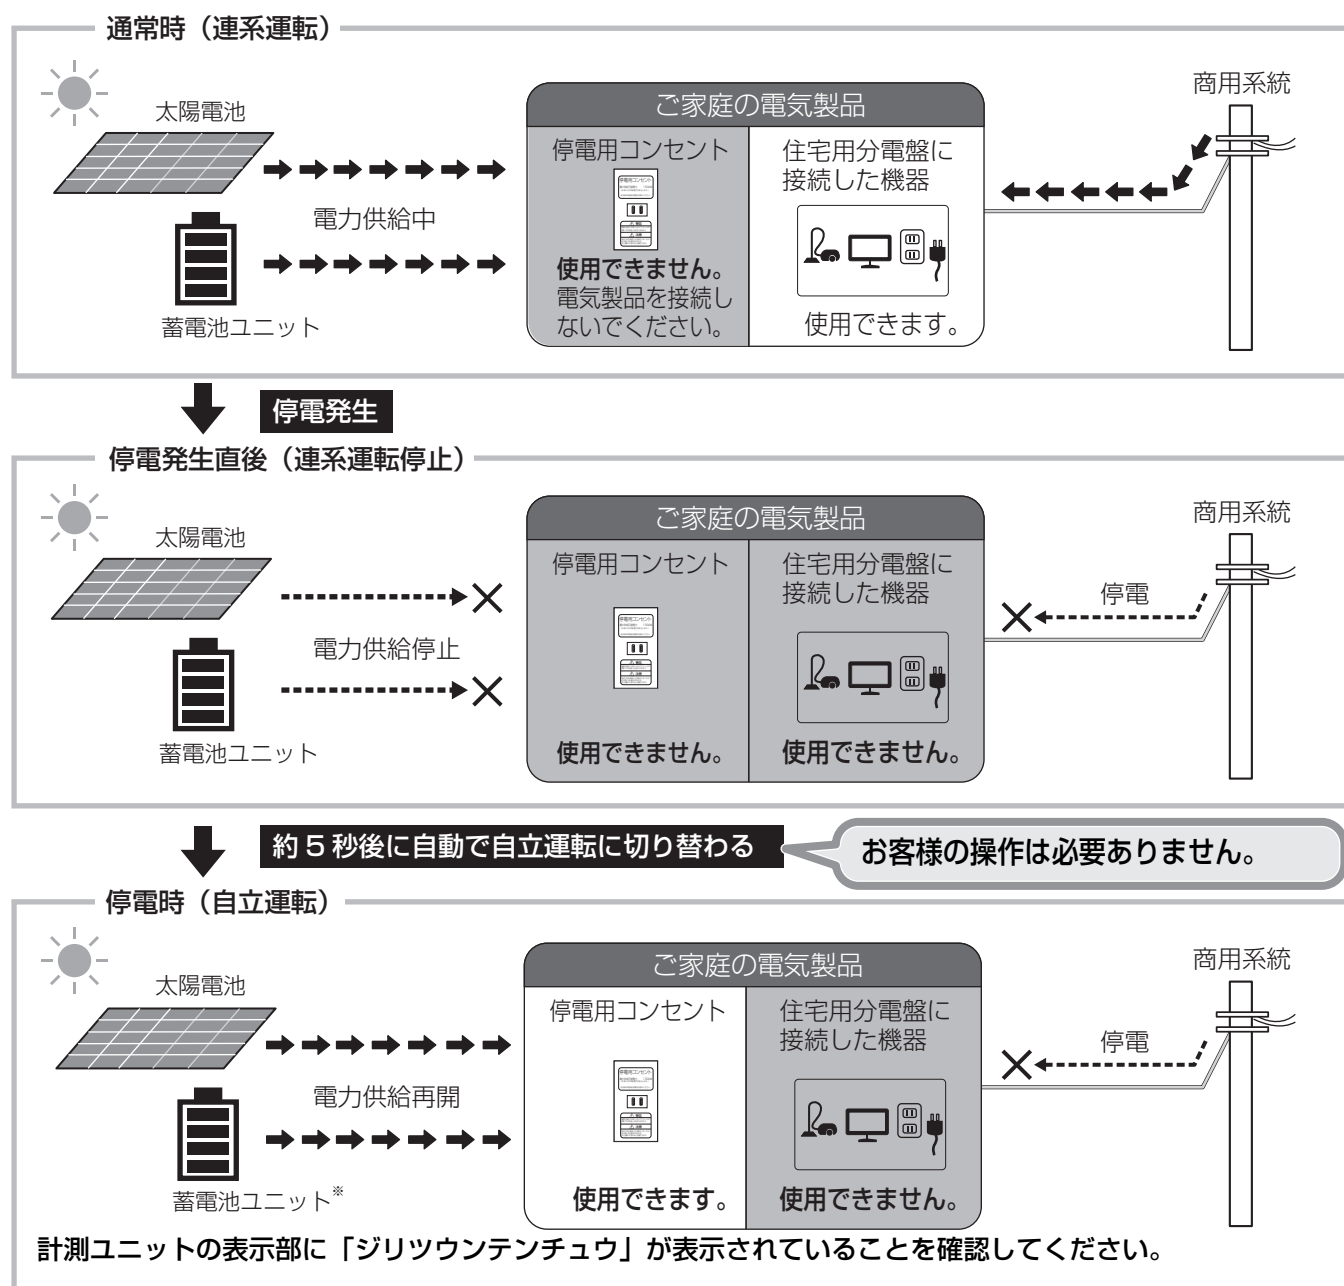 通常時（連系運転）
太陽電池
電力供給中
蓄電池ユニット
ご家庭の電気製品
停電用コンセント
使用できません。
電気製品を接続し
ないでください。
住宅用分電盤に
接続した機器
使用できます。
商用系統
停電発生
停電発生直後（連系運転停止）
太陽電池
電力供給停止
蓄電池ユニット
ご家庭の電気製品
停電用コンセント
使用できません。
住宅用分電盤に
接続した機器
使用できません。
停電
商用系統
約5秒後に自動で自立運転に切り替わる
お客様の操作は必要ありません。
停電時（自立運転）
太陽電池
電力供給再開
蓄電池ユニット※
ご家庭の電気製品
停電用コンセント
使用できます。
住宅用分電盤に
接続した機器
使用できません。
停電
商用系統
計測ユニットの表示部に「ジリツウンテンチュウ」が表示されていることを確認してください。